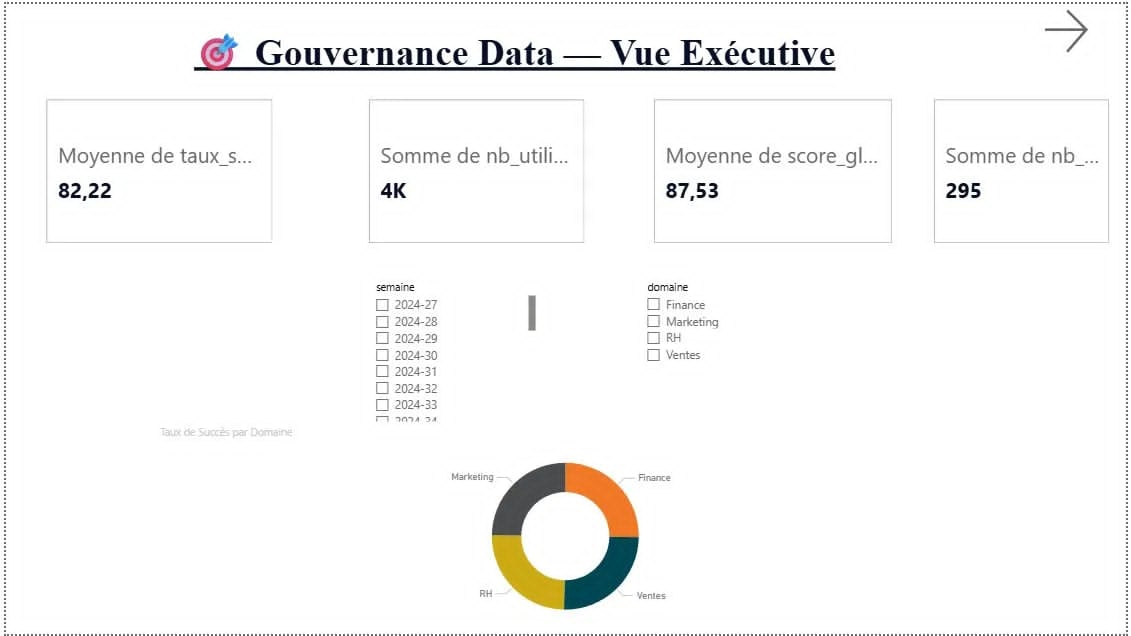 Gouvernance Data — Vue Exécutive
Moyenne de taux_s...
82,22
Somme de nb_utili...
4K
Moyenne de score_gl...
87,53
Somme de nb_...
295
semaine
2024-27
2024-28
2024-29
2024-30
2024-31
2024-32
2024-33
2024-34
domaine
Finance
Marketing
RH
Ventes
Taux de Succès par Domaine
Marketing
Finance
RH
Ventes